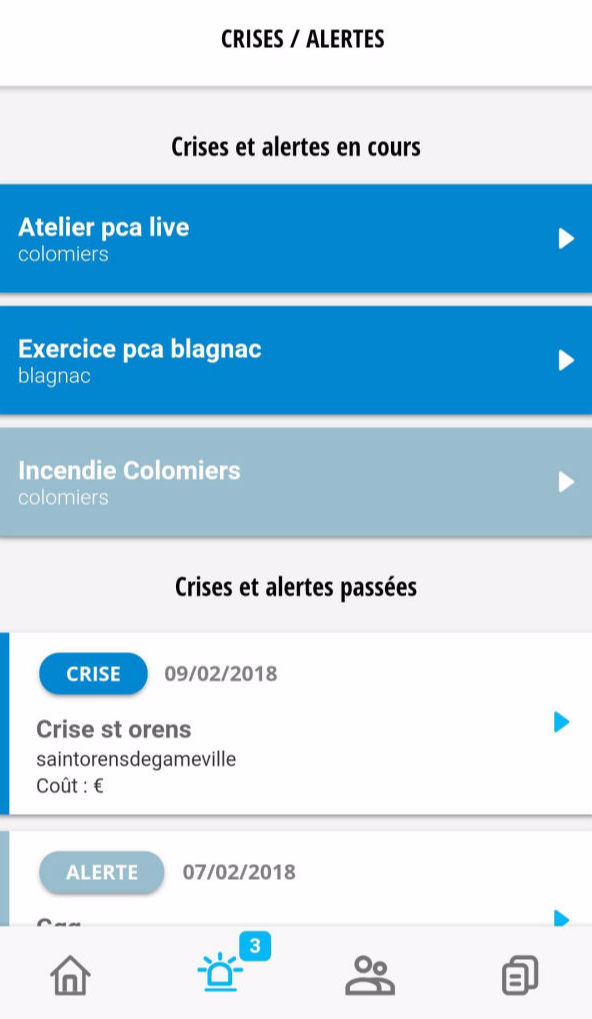 CRISES / ALERTES
Crises et alertes en cours
Atelier pca live
colomiers
Exercice pca blagnac
blagnac
Incendie Colomiers
colomiers
Crises et alertes passées
CRISE 09/02/2018
Crise st orens
saintorensdegameville
Coût : €
ALERTE 07/02/2018
3